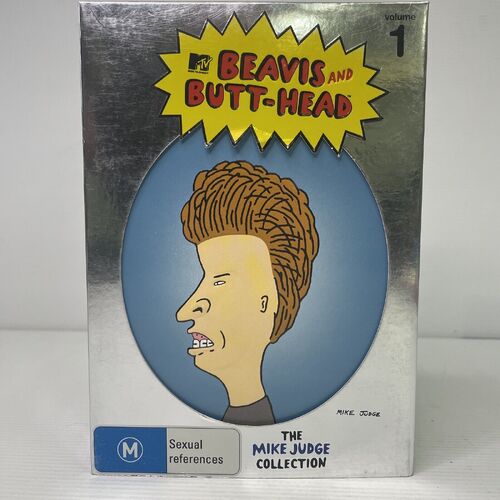 volume
1
MTV
BEAVIS AND
BUTT-HEAD
MIKE JUDGE
M
Sexual
references
THE
MIKE JUDGE
COLLECTION